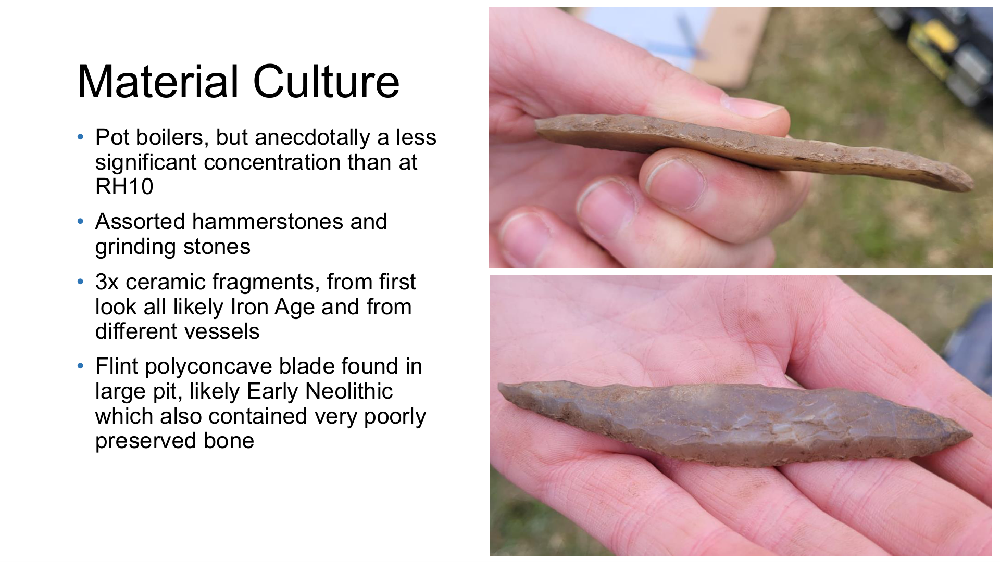 Material Culture
• Pot boilers, but anecdotally a less
significant concentration than at
RH10
• Assorted hammerstones and
grinding stones
• 3x ceramic fragments, from first
look all likely Iron Age and from
different vessels
• Flint polyconcave blade found in
large pit, likely Early Neolithic
which also contained very poorly
preserved bone